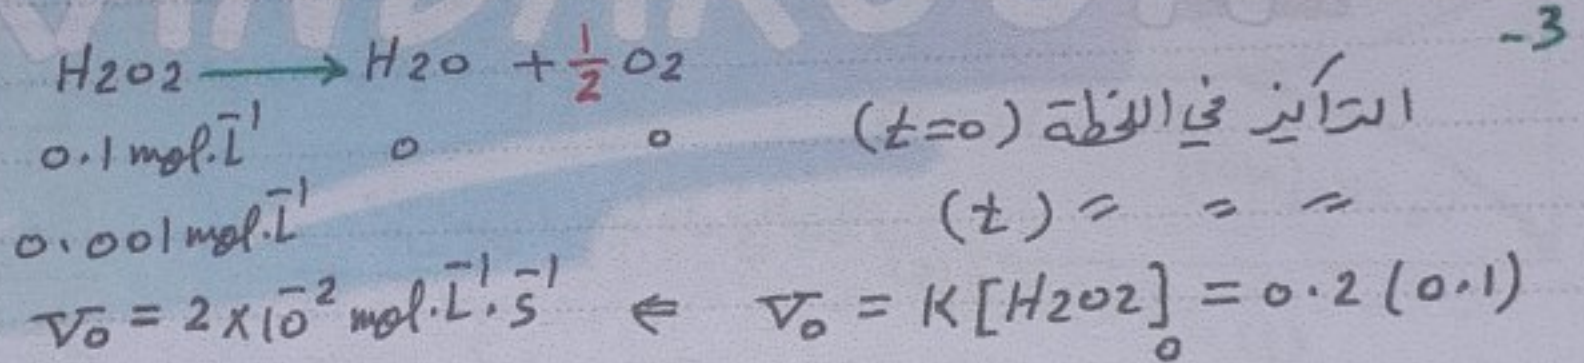 -3
H2O2 → H2O + 1/2 O2
0.1 mol.L⁻¹ 0 0 التراكيز في اللحظة (t=0)
0.001 mol.L⁻¹ = = = (t)
V₀ = 2×10⁻² mol.L⁻¹.s⁻¹ ⇐ V₀ = K[H2O2]₀ = 0.2 (0.1)